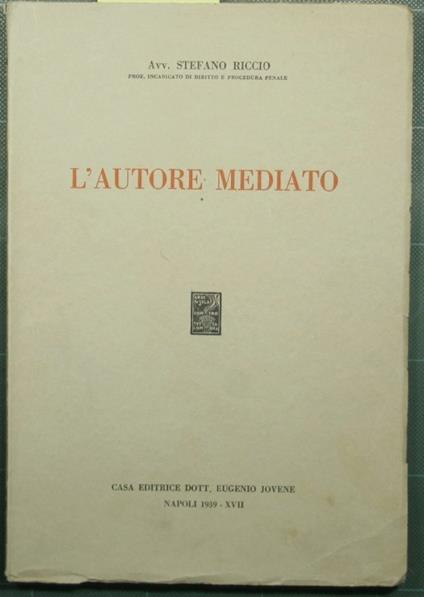 Avv. STEFANO RICCIO
PROF. INCARICATO DI DIRITTO E PROCEDURA PENALE
L'AUTORE MEDIATO
CASA EDITRICE DOTT. EUGENIO JOVENE
NAPOLI 1939 - XVII